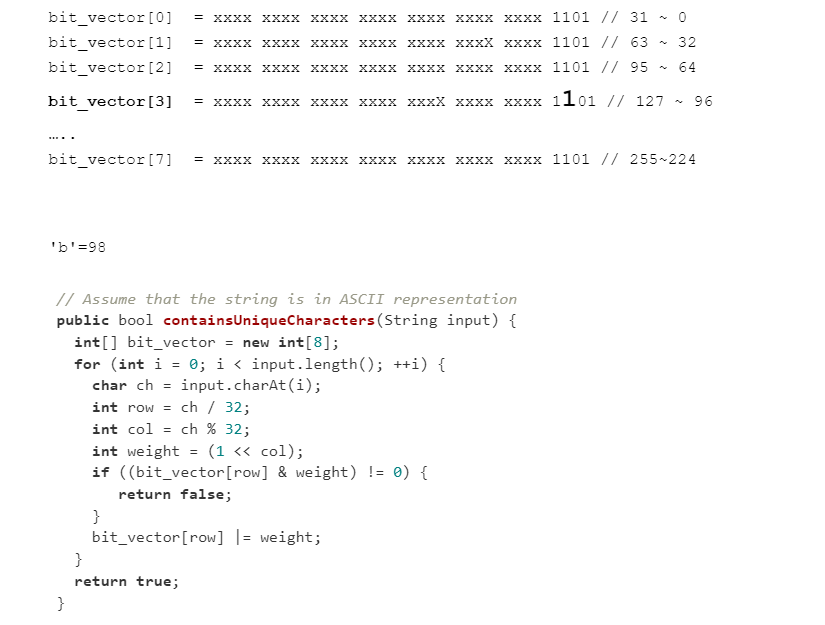 bit_vector[0]  = xxxx xxxx xxxx xxxx xxxx xxxx xxxx 1101 // 31 ~ 0
bit_vector[1]  = xxxx xxxx xxxx xxxx xxxx xxxX xxxx 1101 // 63 ~ 32
bit_vector[2]  = xxxx xxxx xxxx xxxx xxxx xxxx xxxx 1101 // 95 ~ 64
bit_vector[3]  = xxxx xxxx xxxx xxxx xxxX xxxx xxxx 1101 // 127 ~ 96
…..
bit_vector[7]  = xxxx xxxx xxxx xxxx xxxx xxxx xxxx 1101 // 255~224
'b'=98
// Assume that the string is in ASCII representation
public bool containsUniqueCharacters(String input) {
  int[] bit_vector = new int[8];
  for (int i = 0; i < input.length(); ++i) {
    char ch = input.charAt(i);
    int row = ch / 32;
    int col = ch % 32;
    int weight = (1 << col);
    if ((bit_vector[row] & weight) != 0) {
       return false;
    }
    bit_vector[row] |= weight;
  }
  return true;
}